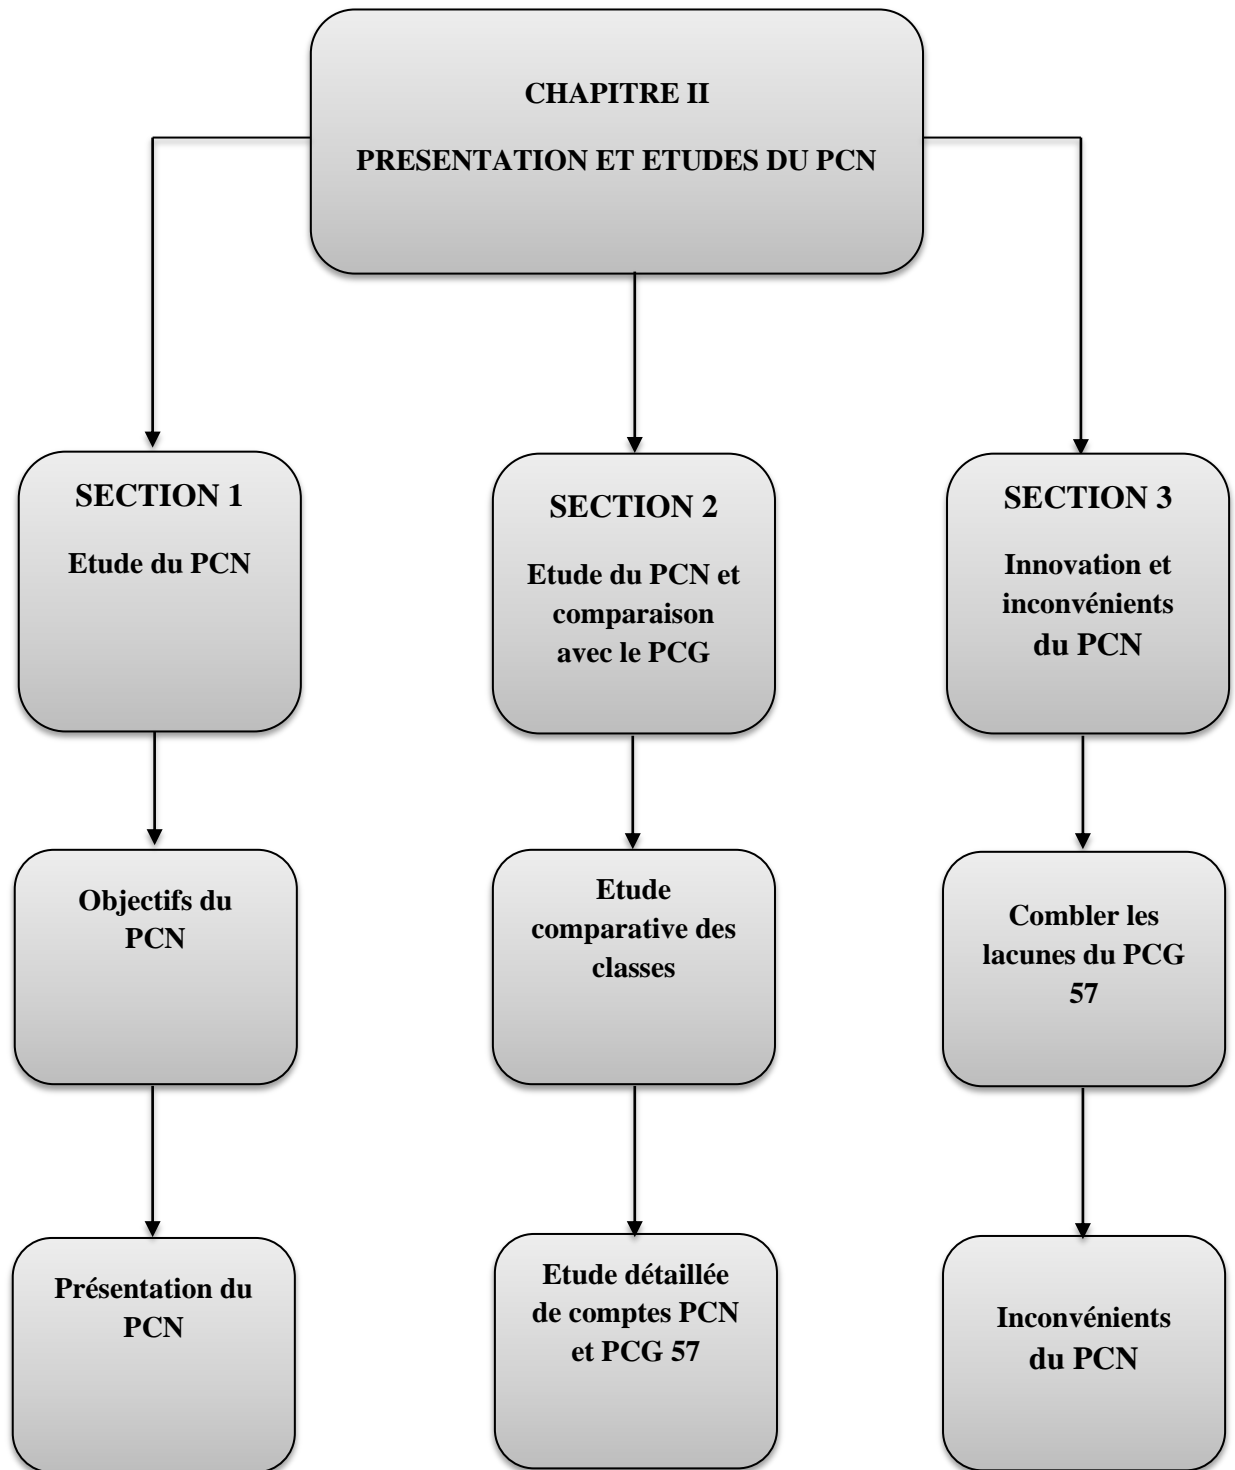 CHAPITRE II
PRESENTATION ET ETUDES DU PCN
SECTION 1
Etude du PCN
SECTION 2
Etude du PCN et
comparaison
avec le PCG
SECTION 3
Innovation et
inconvénients
du PCN
Objectifs du
PCN
Etude
comparative des
classes
Combler les
lacunes du PCG
57
Présentation du
PCN
Etude détaillée
de comptes PCN
et PCG 57
Inconvénients
du PCN